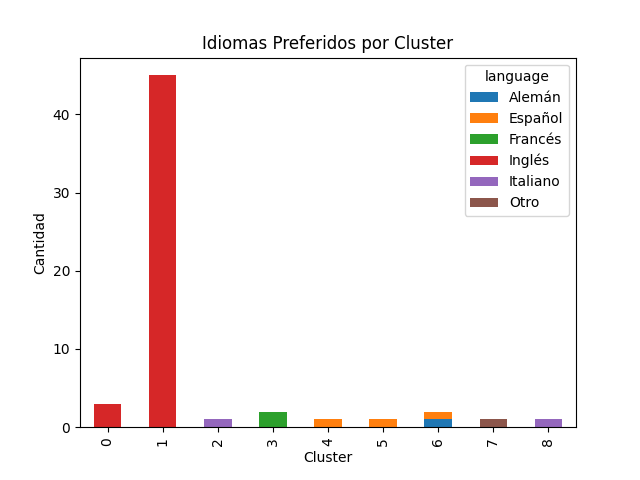 Idiomas Preferidos por Cluster
language
Alemán
Español
Francés
Inglés
Italiano
Otro
Cantidad
40
30
20
10
0
0 1 2 3 4 5 6 7 8
Cluster